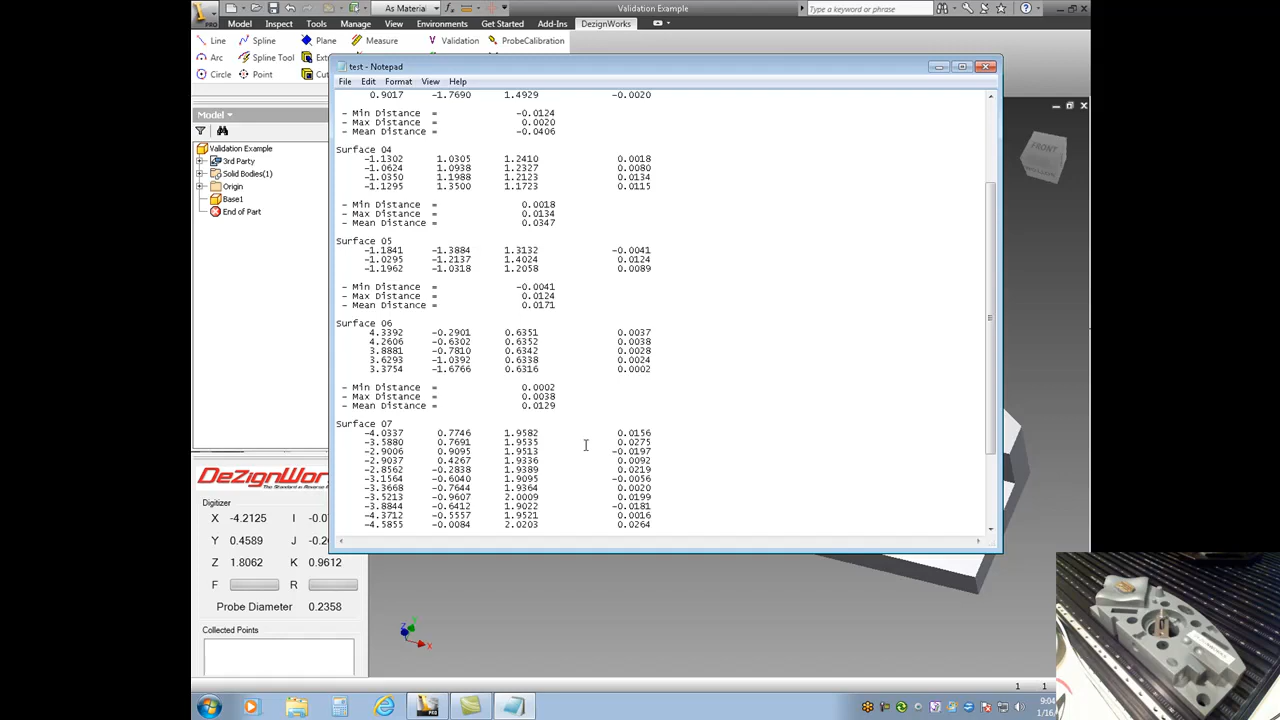 As Material
Validation Example
Type a keyword or phrase
PRO
Model Inspect Tools Manage View Environments Get Started Add-Ins DezignWorks
Line Spline Plane Measure Validation ProbeCalibration
Arc Spline Tool
Circle Point
Model
Validation Example
3rd Party
Solid Bodies(1)
Origin
Base1
End of Part
test - Notepad
File Edit Format View Help
0.9017 -1.7690 1.4929 -0.0020
- Min Distance = -0.0124
- Max Distance = 0.0020
- Mean Distance = -0.0406
Surface 04
-1.1302 1.0305 1.2410 0.0018
-1.0624 1.0938 1.2327 0.0080
-1.0350 1.1988 1.2123 0.0134
-1.1295 1.3500 1.1723 0.0115
- Min Distance = 0.0018
- Max Distance = 0.0134
- Mean Distance = 0.0347
Surface 05
-1.1841 -1.3884 1.3132 -0.0041
-1.0295 -1.2137 1.4024 0.0124
-1.1962 -1.0318 1.2058 0.0089
- Min Distance = -0.0041
- Max Distance = 0.0124
- Mean Distance = 0.0171
Surface 06
4.3392 -0.2901 0.6351 0.0037
4.2606 -0.6302 0.6352 0.0038
3.8881 -0.7810 0.6342 0.0028
3.6293 -1.0392 0.6338 0.0024
3.3754 -1.6766 0.6316 0.0002
- Min Distance = 0.0002
- Max Distance = 0.0038
- Mean Distance = 0.0129
Surface 07
-4.0337 0.7746 1.9582 0.0156
-3.5880 0.7691 1.9535 0.0275
-2.9006 0.9095 1.9513 -0.0197
-2.9037 0.4267 1.9336 0.0092
-2.8562 -0.2838 1.9389 0.0219
-3.1564 -0.6040 1.9095 -0.0056
-3.3668 -0.7644 1.9364 0.0020
-3.5213 -0.9607 2.0009 0.0199
-3.8844 -0.6412 1.9022 -0.0181
-4.3712 -0.5557 1.9521 0.0016
-4.5855 -0.0084 2.0203 0.0264
FRONT
Digitizer
X -4.2125
Y 0.4589
Z 1.8062 K 0.9612
F R
Probe Diameter 0.2358
Collected Points
Z
X
1 1
PRO